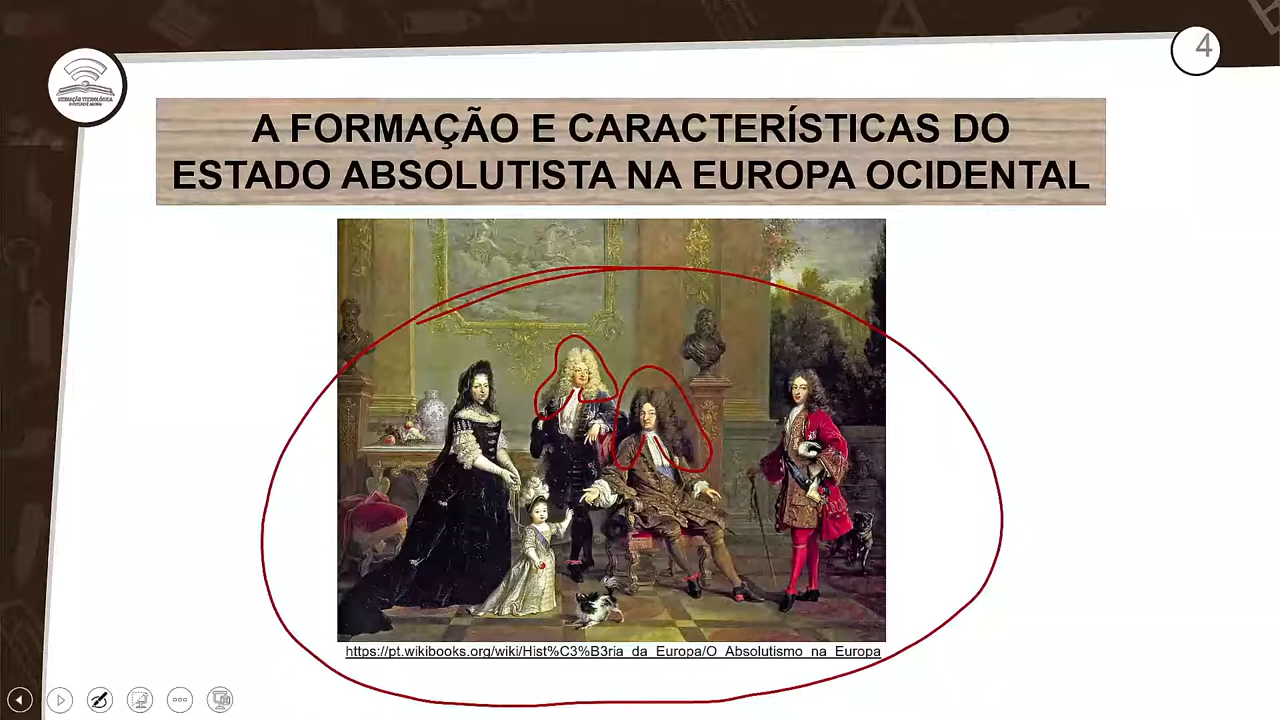 4
A FORMAÇÃO E CARACTERÍSTICAS DO
ESTADO ABSOLUTISTA NA EUROPA OCIDENTAL
https://pt.wikibooks.org/wiki/Hist%C3%B3ria_da_Europa/O_Absolutismo_na_Europa